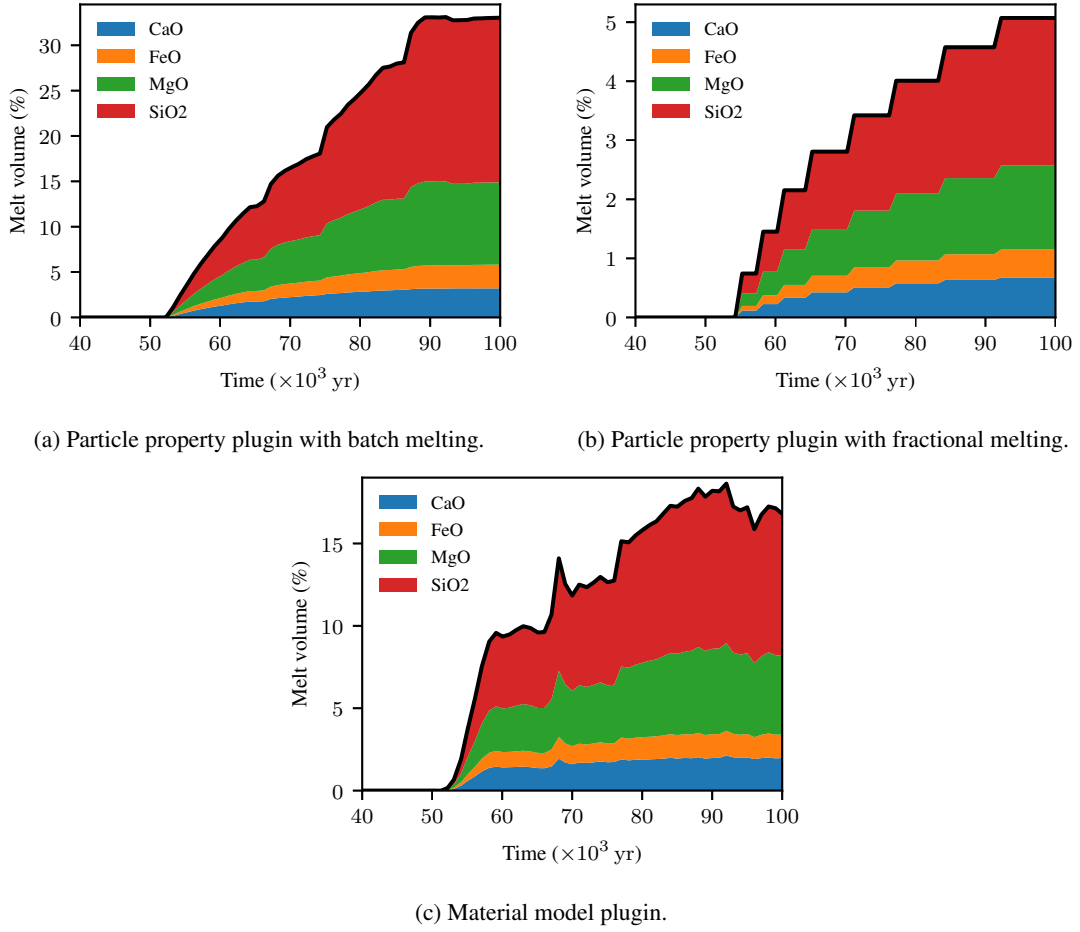 CaO
FeO
MgO
SiO2
Melt volume (%)
0
5
10
15
20
25
30
40 50 60 70 80 90 100
Time (×10³ yr)
(a) Particle property plugin with batch melting.
CaO
FeO
MgO
SiO2
Melt volume (%)
0
1
2
3
4
5
40 50 60 70 80 90 100
Time (×10³ yr)
(b) Particle property plugin with fractional melting.
CaO
FeO
MgO
SiO2
Melt volume (%)
0
5
10
15
40 50 60 70 80 90 100
Time (×10³ yr)
(c) Material model plugin.